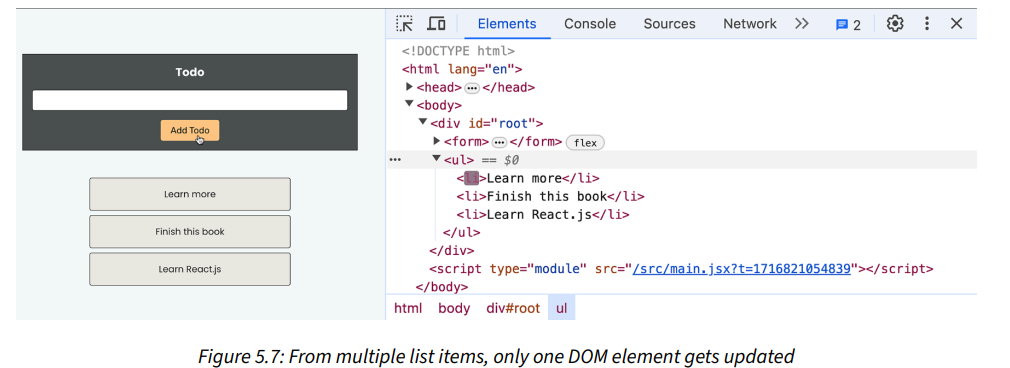 Elements Console Sources Network 2
Todo
Add Todo
Learn more
Finish this book
Learn React.js
<!DOCTYPE html>
<html lang="en">
<head> ⋯ </head>
<body>
<div id="root">
<form> ⋯ </form> flex
⋯ <ul> == $0
<li>Learn more</li>
<li>Finish this book</li>
<li>Learn React.js</li>
</ul>
</div>
<script type="module" src="/src/main.jsx?t=1716821054839"></script>
</body>
html body div#root ul
Figure 5.7: From multiple list items, only one DOM element gets updated